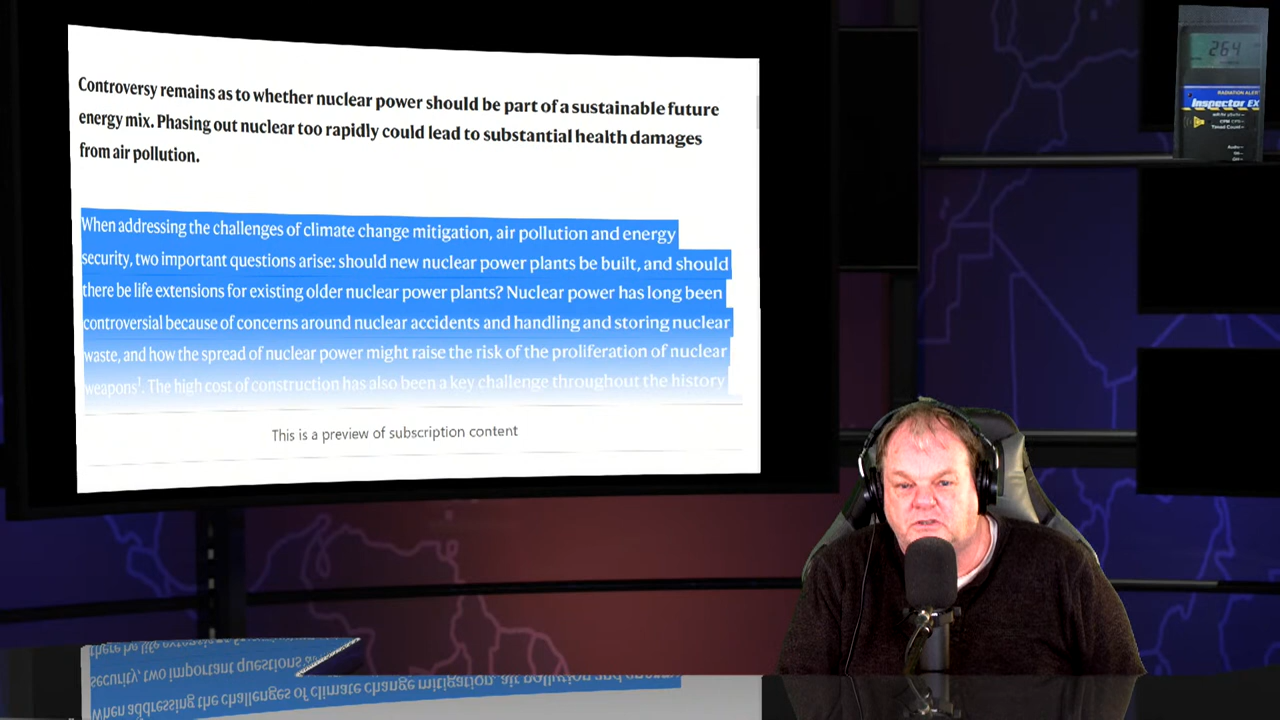 Controversy remains as to whether nuclear power should be part of a sustainable future
energy mix. Phasing out nuclear too rapidly could lead to substantial health damages
from air pollution.
When addressing the challenges of climate change mitigation, air pollution and energy
security, two important questions arise: should new nuclear power plants be built, and should
there be life extensions for existing older nuclear power plants? Nuclear power has long been
controversial because of concerns around nuclear accidents and handling and storing nuclear
waste, and how the spread of nuclear power might raise the risk of the proliferation of nuclear
weapons¹. The high cost of construction has also been a key challenge throughout the history
This is a preview of subscription content
264
RADIATION ALERT
Inspector EX